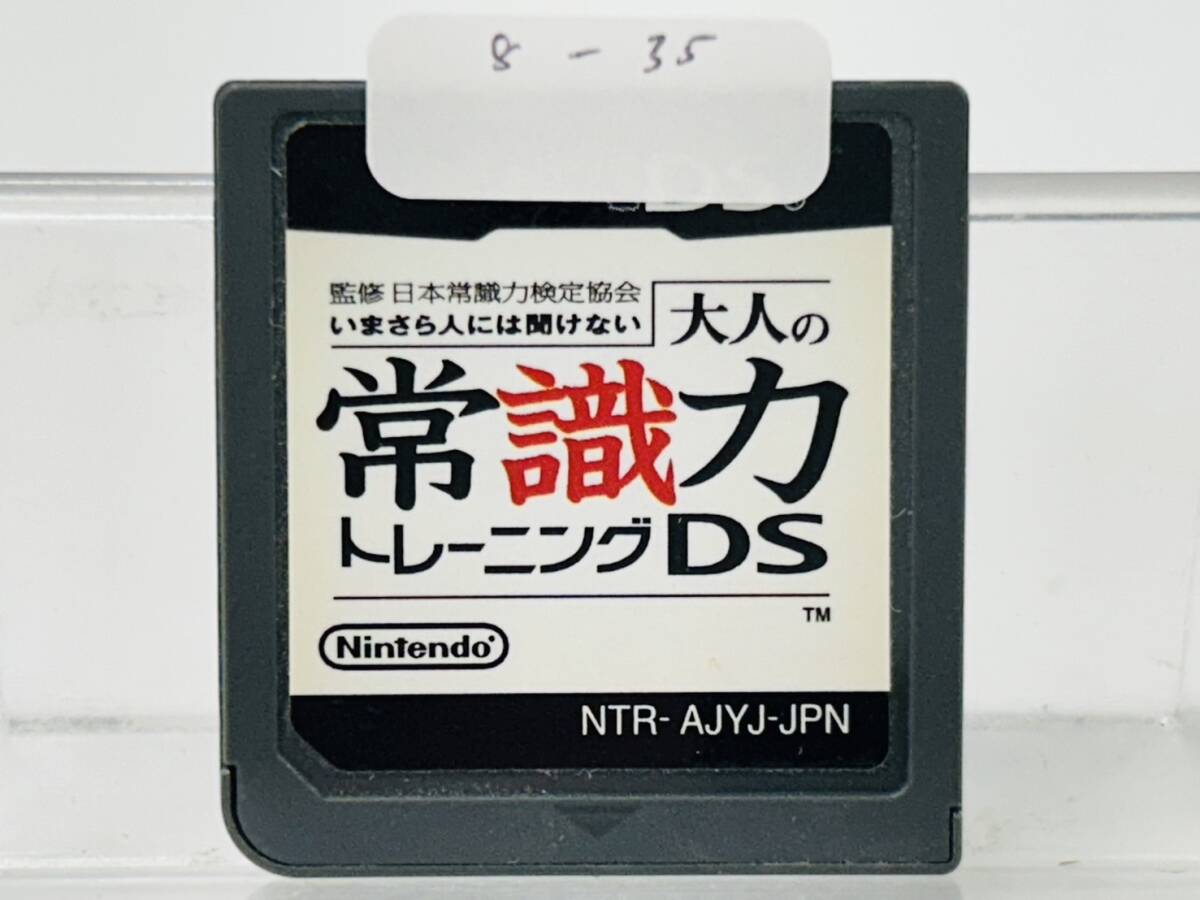 8 - 35
監修 日本常識力検定協会
いまさら人には聞けない
大人の
常識力
トレーニングDS
TM
Nintendo
NTR- AJYJ-JPN